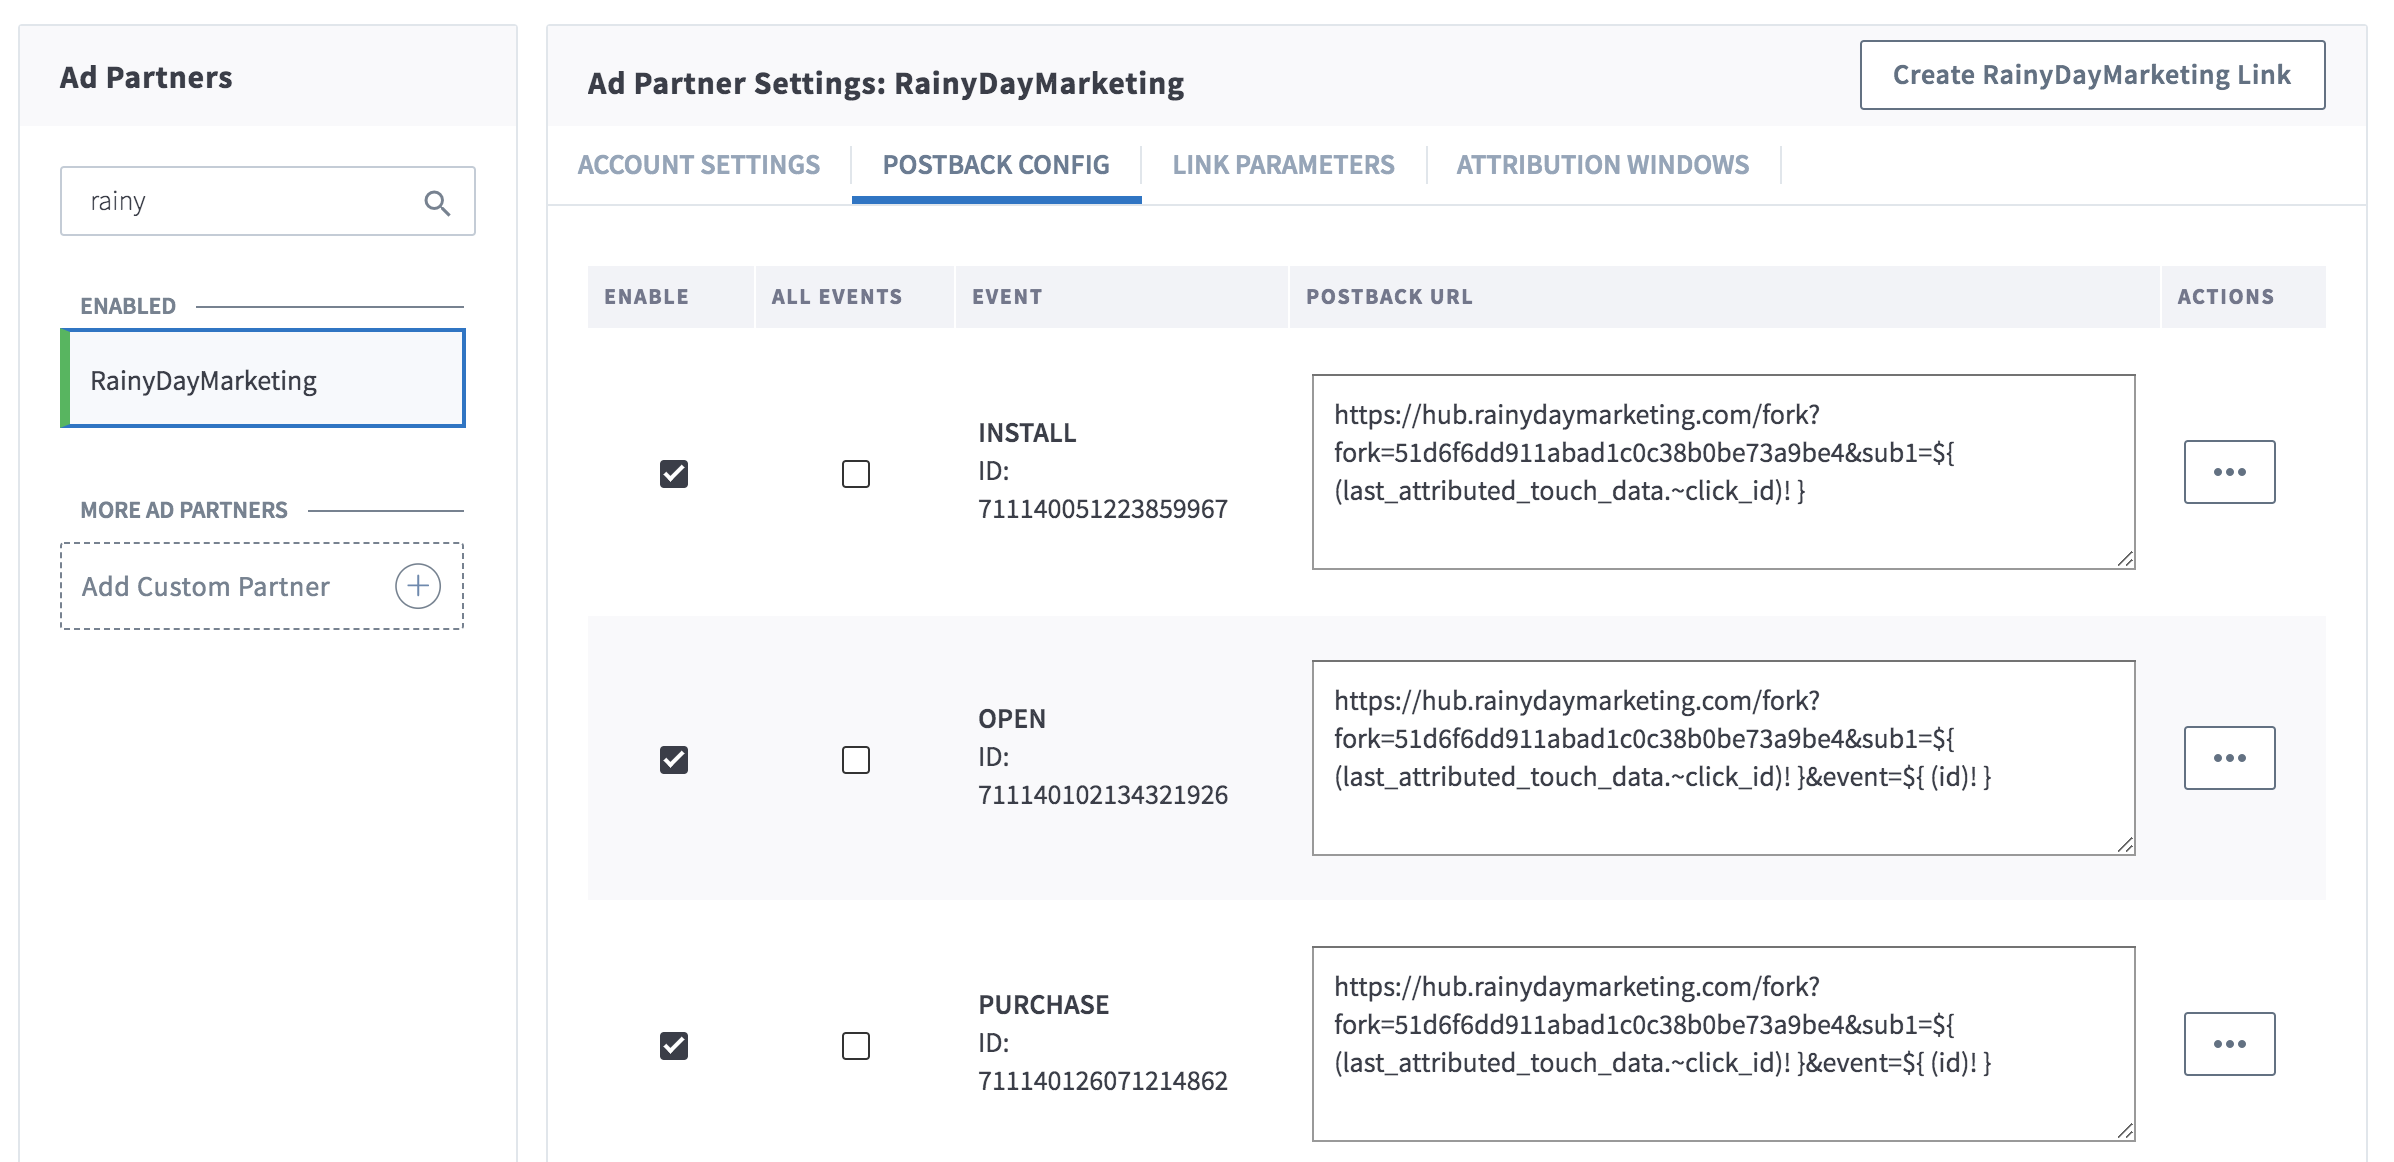 Ad Partners
rainy
ENABLED
RainyDayMarketing
MORE AD PARTNERS
Add Custom Partner
Ad Partner Settings: RainyDayMarketing
Create RainyDayMarketing Link
ACCOUNT SETTINGS
POSTBACK CONFIG
LINK PARAMETERS
ATTRIBUTION WINDOWS
ENABLE
ALL EVENTS
EVENT
POSTBACK URL
ACTIONS
INSTALL
ID:
711140051223859967
https://hub.rainydaymarketing.com/fork?
fork=51d6f6dd911abad1c0c38b0be73a9be4&sub1=${
(last_attributed_touch_data.~click_id)! }
OPEN
ID:
711140102134321926
https://hub.rainydaymarketing.com/fork?
fork=51d6f6dd911abad1c0c38b0be73a9be4&sub1=${
(last_attributed_touch_data.~click_id)! }&event=${ (id)! }
PURCHASE
ID:
711140126071214862
https://hub.rainydaymarketing.com/fork?
fork=51d6f6dd911abad1c0c38b0be73a9be4&sub1=${
(last_attributed_touch_data.~click_id)! }&event=${ (id)! }